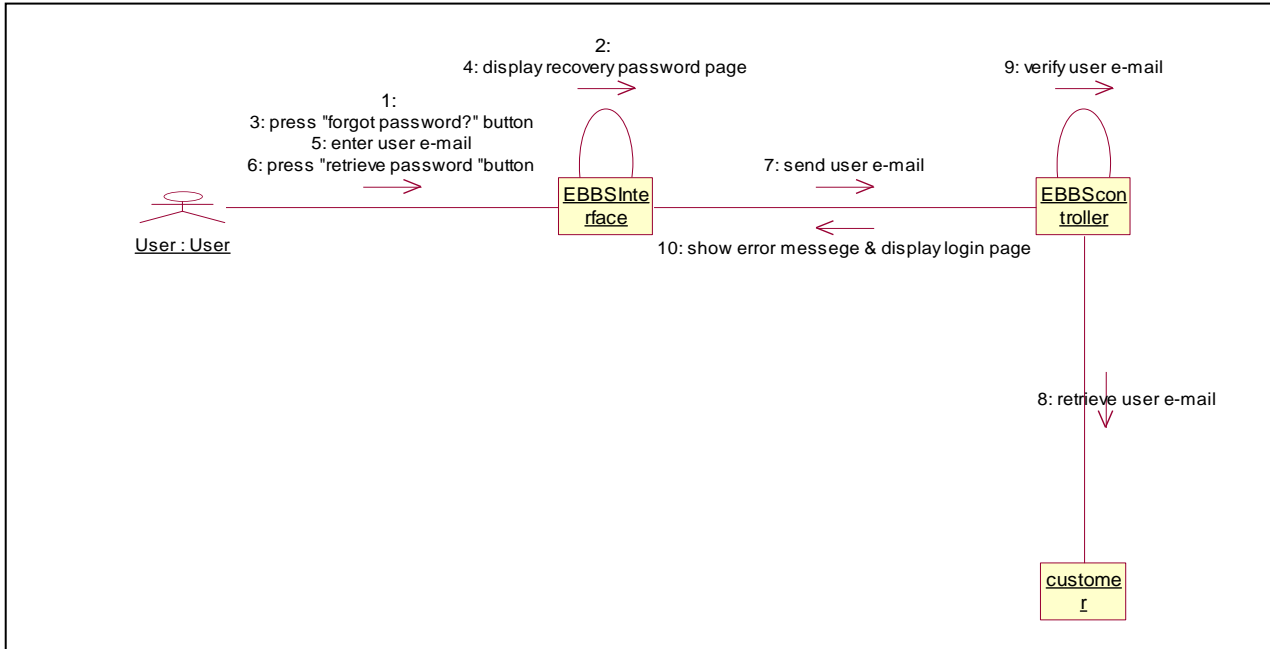 2:
4: display recovery password page
9: verify user e-mail
1:
3: press "forgot password?" button
5: enter user e-mail
6: press "retrieve password "button
7: send user e-mail
EBBSInte
rface
EBBScon
troller
User : User
10: show error messege & display login page
8: retrieve user e-mail
custome
r